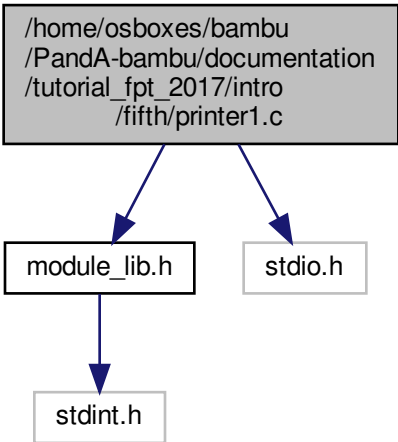 /home/osboxes/bambu
/PandA-bambu/documentation
/tutorial_fpt_2017/intro
/fifth/printer1.c
module_lib.h
stdio.h
stdint.h